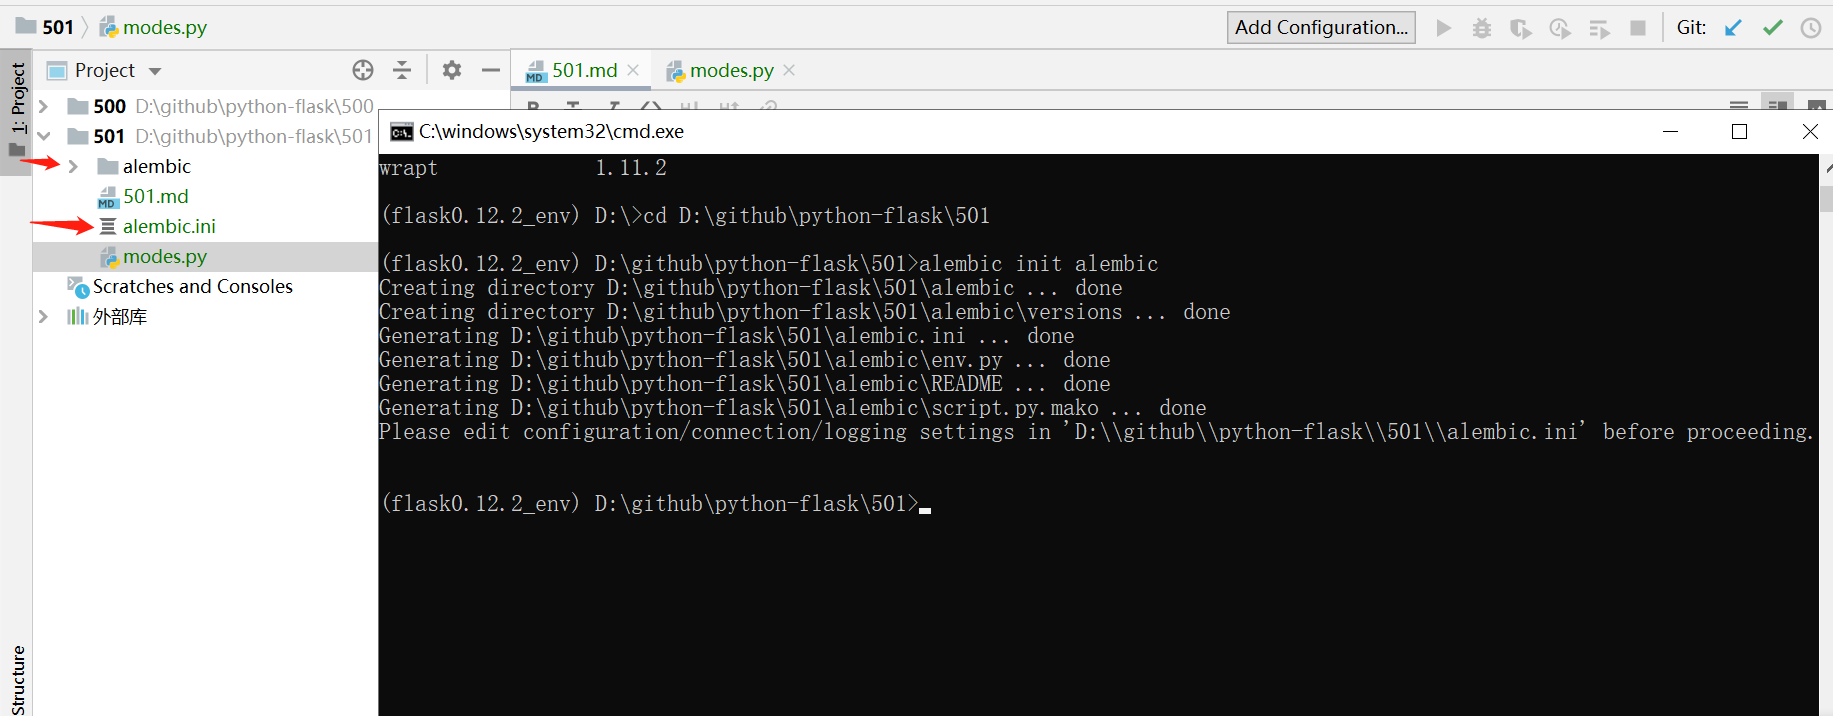 501 modes.py
Add Configuration...
Git:
1: Project
Structure
Project
500 D:\github\python-flask\500
501 D:\github\python-flask\501
alembic
MD 501.md
alembic.ini
modes.py
Scratches and Consoles
外部库
MD 501.md
modes.py
C:\windows\system32\cmd.exe
wrapt 1.11.2
(flask0.12.2_env) D:\>cd D:\github\python-flask\501
(flask0.12.2_env) D:\github\python-flask\501>alembic init alembic
Creating directory D:\github\python-flask\501\alembic ... done
Creating directory D:\github\python-flask\501\alembic\versions ... done
Generating D:\github\python-flask\501\alembic.ini ... done
Generating D:\github\python-flask\501\alembic\env.py ... done
Generating D:\github\python-flask\501\alembic\README ... done
Generating D:\github\python-flask\501\alembic\script.py.mako ... done
Please edit configuration/connection/logging settings in 'D:\\github\\python-flask\\501\\alembic.ini' before proceeding.
(flask0.12.2_env) D:\github\python-flask\501>